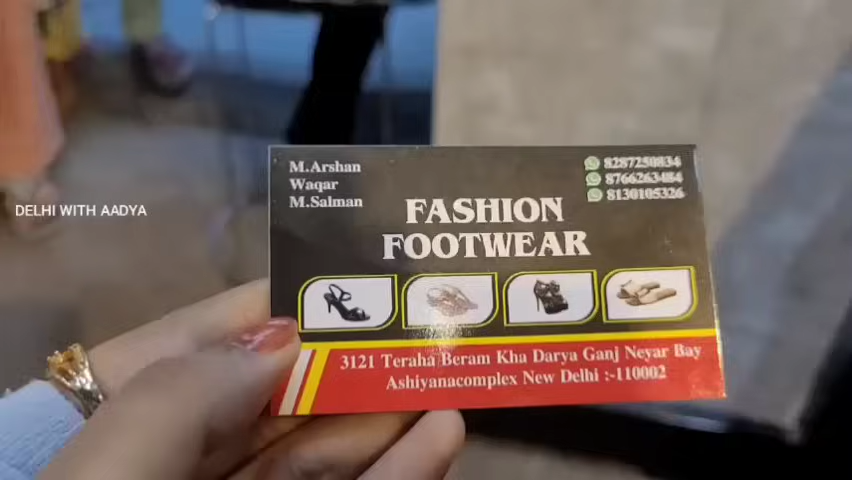 DELHI WITH AADYA
M.Arshan
Waqar
M.Salman
8287250834
8766263484
8130105326
FASHION
FOOTWEAR
3121 Teraha Beram Kha Darya Ganj Neyar Bay
Ashiyanacomplex New Delhi :-110002